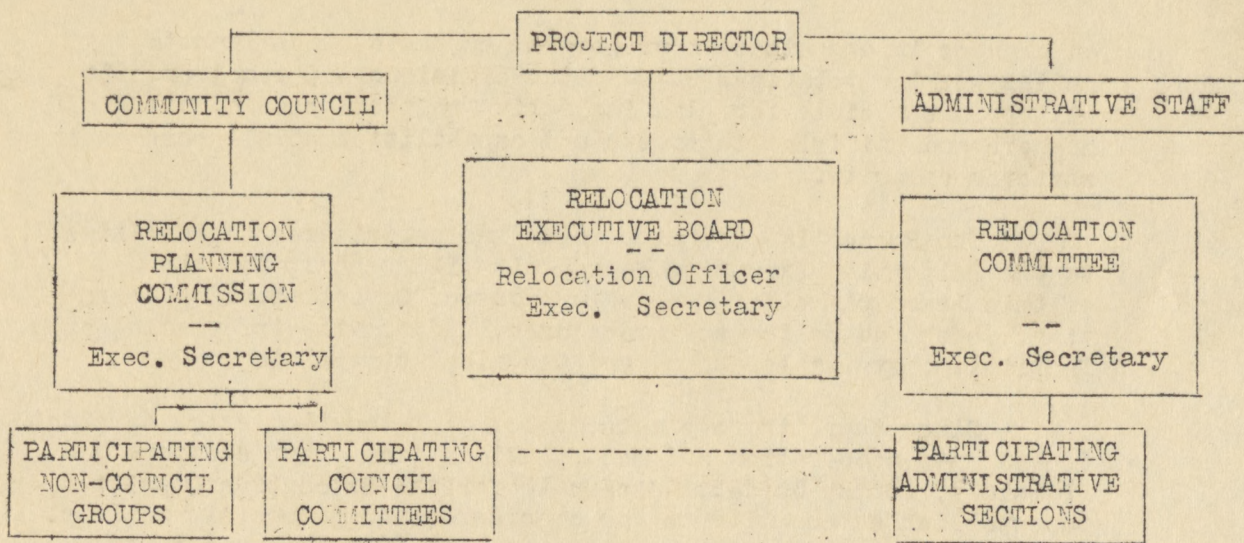 PROJECT DIRECTOR
COMMUNITY COUNCIL
ADMINISTRATIVE STAFF
RELOCATION
PLANNING
COMMISSION
--
Exec. Secretary
RELOCATION
EXECUTIVE BOARD
--
Relocation Officer
Exec. Secretary
RELOCATION
COMMITTEE
--
Exec. Secretary
PARTICIPATING
NON-COUNCIL
GROUPS
PARTICIPATING
COUNCIL
COMMITTEES
PARTICIPATING
ADMINISTRATIVE
SECTIONS